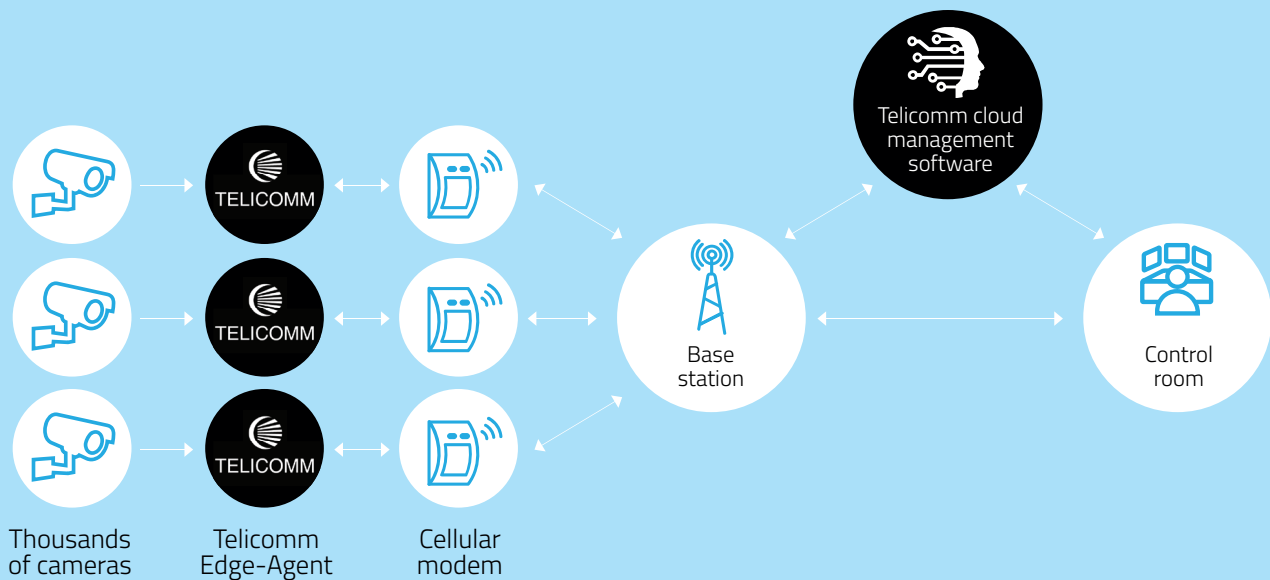 Telicomm cloud
management
software
TELICOMM
TELICOMM
TELICOMM
Base
station
Control
room
Thousands
of cameras
Telicomm
Edge-Agent
Cellular
modem